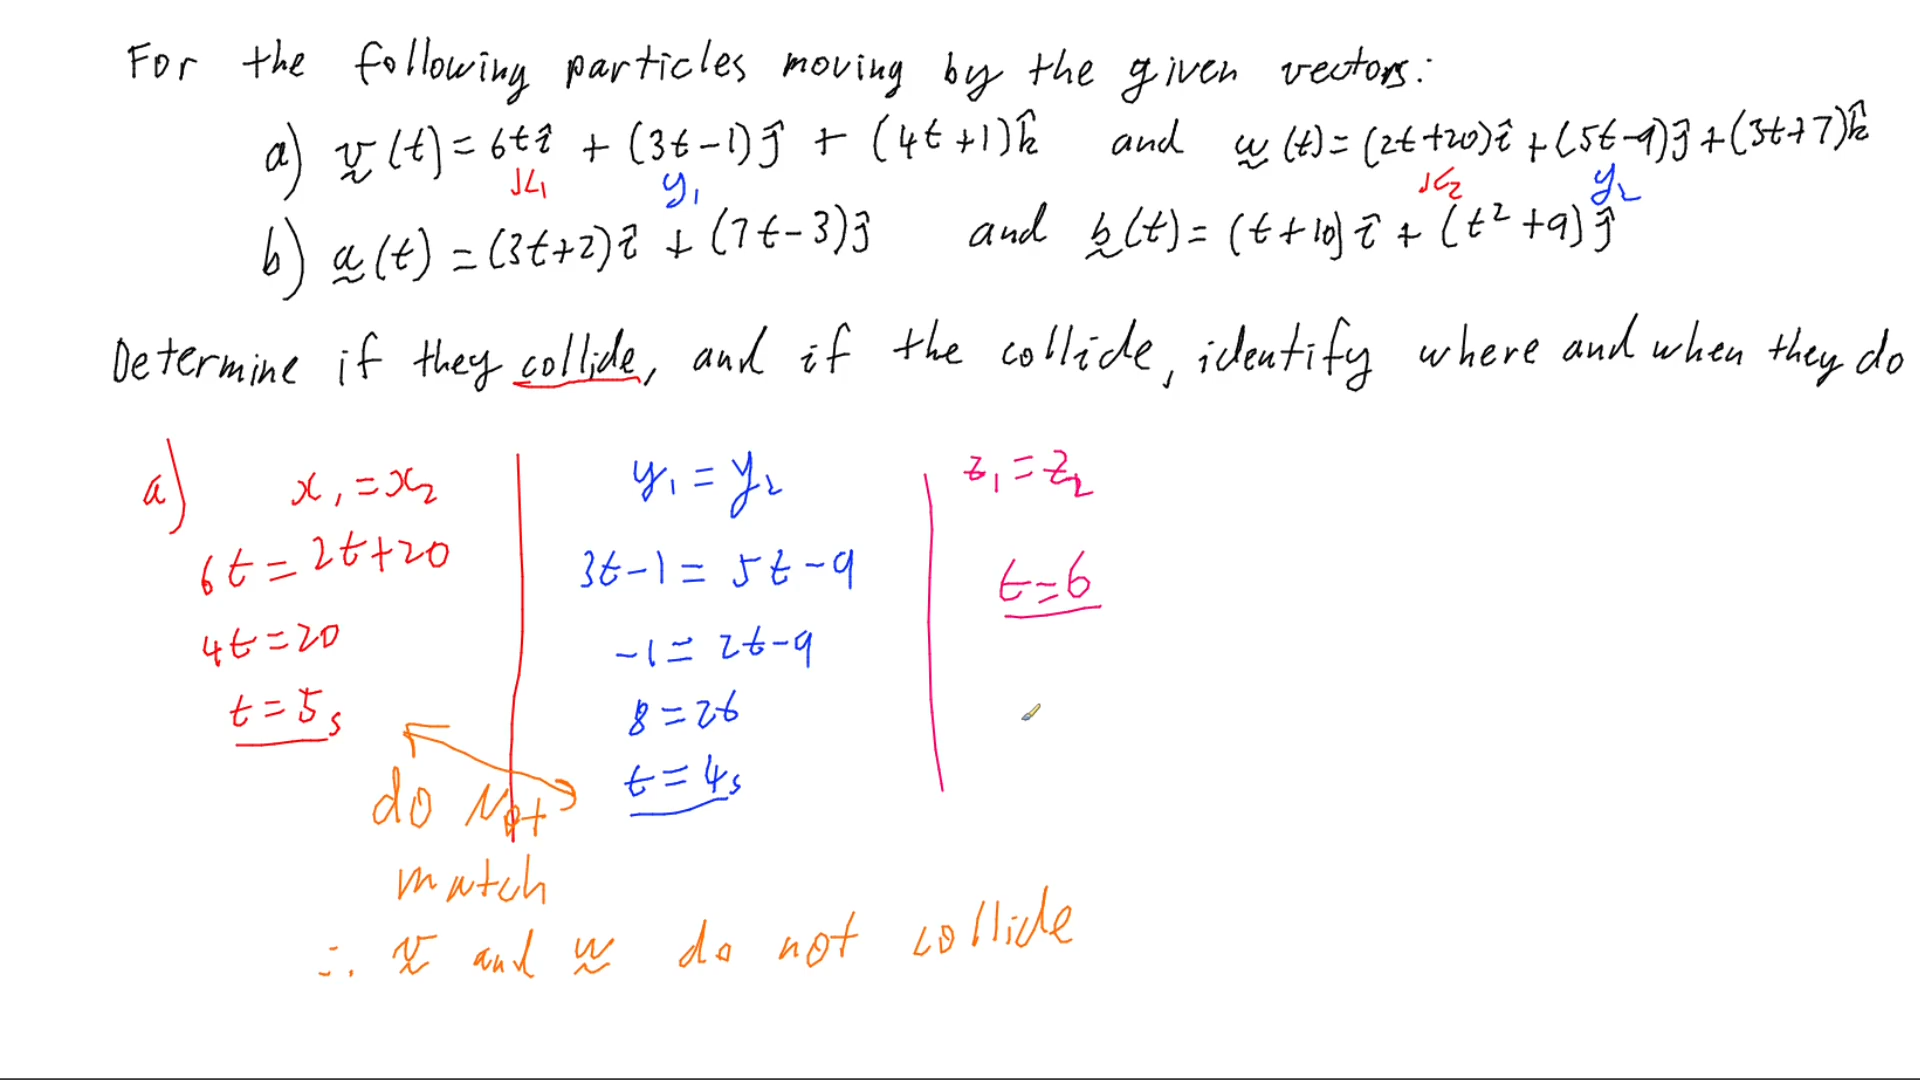 For the following particles moving by the given vectors:
a) v(t) = 6t î + (3t-1) ĵ + (4t+1) k̂ and w(t) = (2t+20) î + (5t-9) ĵ + (3t+7) k̂
x₁ y₁ x₂ y₂
b) a(t) = (3t+2) î + (7t-3) ĵ and b(t) = (t+10) î + (t²+9) ĵ
Determine if they collide, and if the collide, identify where and when they do
a) x₁ = x₂
6t = 2t+20
4t = 20
t = 5s
y₁ = y₂
3t-1 = 5t-9
-1 = 2t-9
8 = 2t
t = 4s
z₁ = z₂
t = 6
do Not
match
∴ v and w do not collide